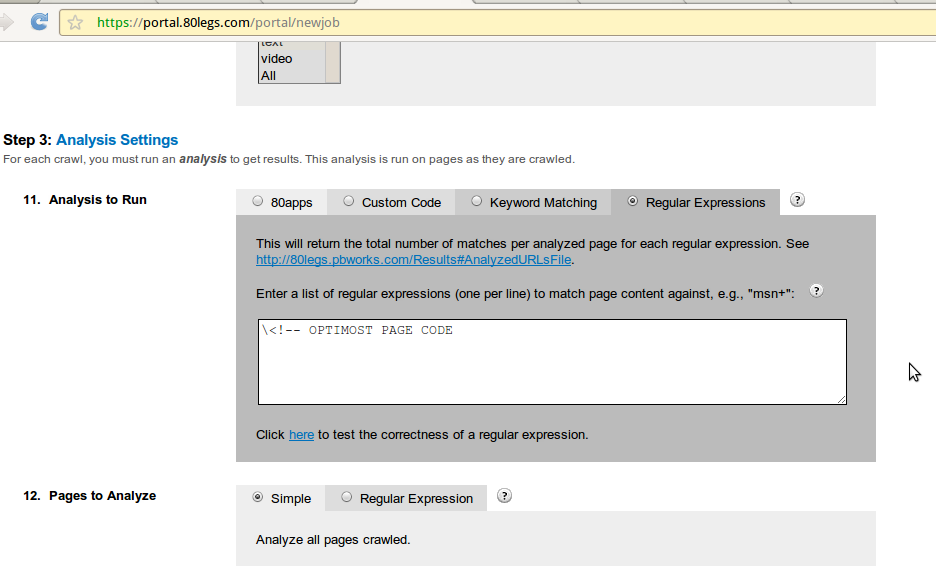 https://portal.80legs.com/portal/newjob
text
video
All
Step 3: Analysis Settings
For each crawl, you must run an analysis to get results. This analysis is run on pages as they are crawled.
11. Analysis to Run
80apps Custom Code Keyword Matching Regular Expressions ?
This will return the total number of matches per analyzed page for each regular expression. See
http://80legs.pbworks.com/Results#AnalyzedURLsFile.
Enter a list of regular expressions (one per line) to match page content against, e.g., "msn+": ?
\<!-- OPTIMOST PAGE CODE
Click here to test the correctness of a regular expression.
12. Pages to Analyze
Simple Regular Expression ?
Analyze all pages crawled.